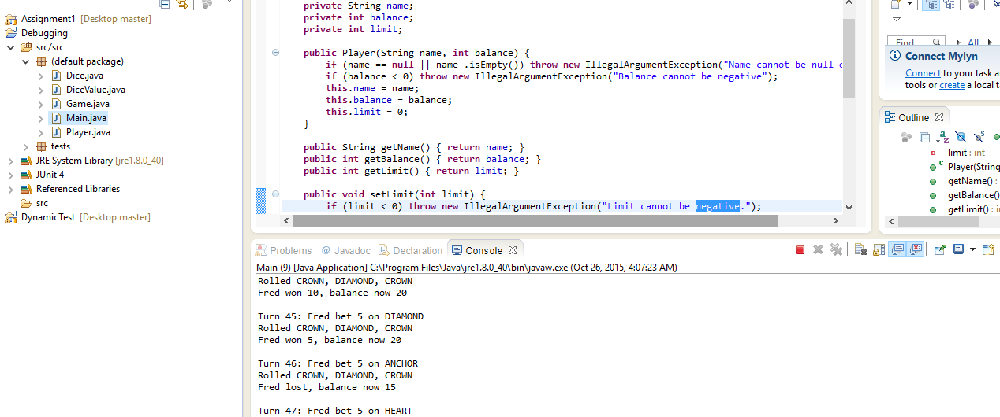 Assignment1 [Desktop master]
Debugging
src/src
(default package)
Dice.java
DiceValue.java
Game.java
Main.java
Player.java
tests
JRE System Library [jre1.8.0_40]
JUnit 4
Referenced Libraries
src
DynamicTest [Desktop master]
private String name;
private int balance;
private int limit;
public Player(String name, int balance) {
if (name == null || name .isEmpty()) throw new IllegalArgumentException("Name cannot be null
if (balance < 0) throw new IllegalArgumentException("Balance cannot be negative");
this.name = name;
this.balance = balance;
this.limit = 0;
}
public String getName() { return name; }
public int getBalance() { return balance; }
public int getLimit() { return limit; }
public void setLimit(int limit) {
if (limit < 0) throw new IllegalArgumentException("Limit cannot be negative.");
Find All
Connect Mylyn
Connect to your task a
tools or create a local t
Outline
limit : int
Player(String
getName() :
getBalance()
getLimit() : i
Problems @ Javadoc Declaration Console
Main (9) [Java Application] C:\Program Files\Java\jre1.8.0_40\bin\javaw.exe (Oct 26, 2015, 4:07:23 AM)
Rolled CROWN, DIAMOND, CROWN
Fred won 10, balance now 20
Turn 45: Fred bet 5 on DIAMOND
Rolled CROWN, DIAMOND, CROWN
Fred won 5, balance now 20
Turn 46: Fred bet 5 on ANCHOR
Rolled CROWN, DIAMOND, CROWN
Fred lost, balance now 15
Turn 47: Fred bet 5 on HEART